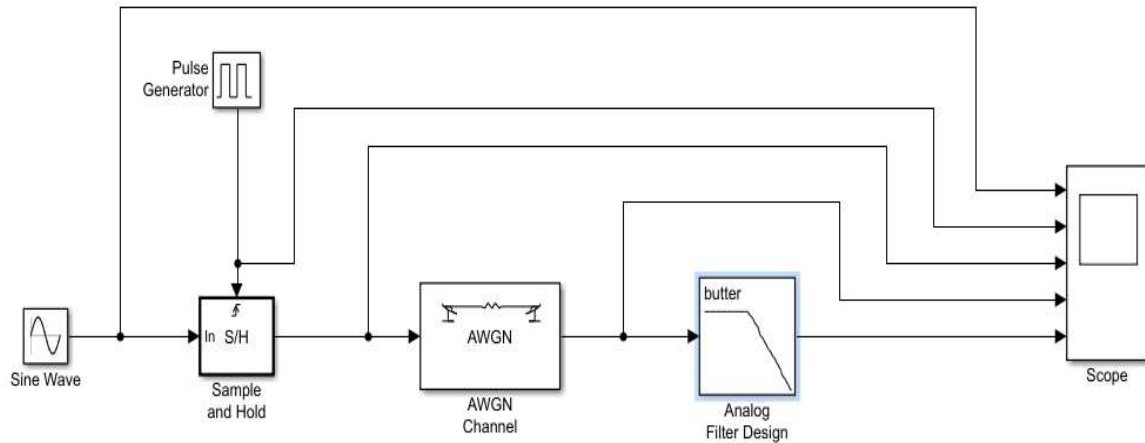 Pulse
Generator
butter
In S/H
AWGN
Sine Wave
Sample
and Hold
AWGN
Channel
Analog
Filter Design
Scope